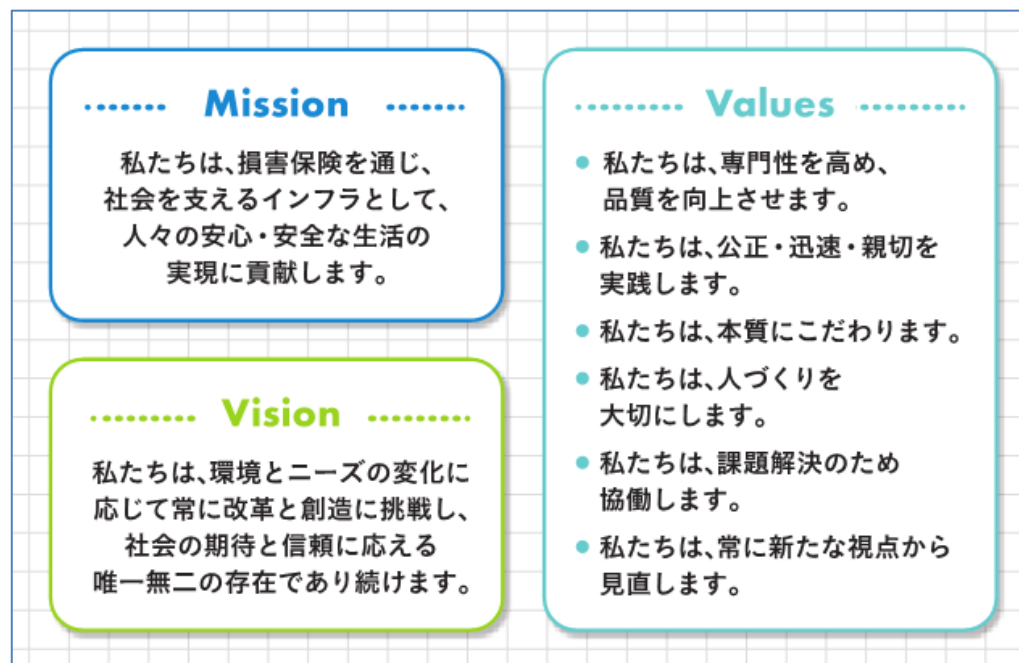 Mission
私たちは、損害保険を通じ、
社会を支えるインフラとして、
人々の安心・安全な生活の
実現に貢献します。
Vision
私たちは、環境とニーズの変化に
応じて常に改革と創造に挑戦し、
社会の期待と信頼に応える
唯一無二の存在であり続けます。
Values
● 私たちは、専門性を高め、
品質を向上させます。
● 私たちは、公正・迅速・親切を
実践します。
● 私たちは、本質にこだわります。
● 私たちは、人づくりを
大切にします。
● 私たちは、課題解決のため
協働します。
● 私たちは、常に新たな視点から
見直します。